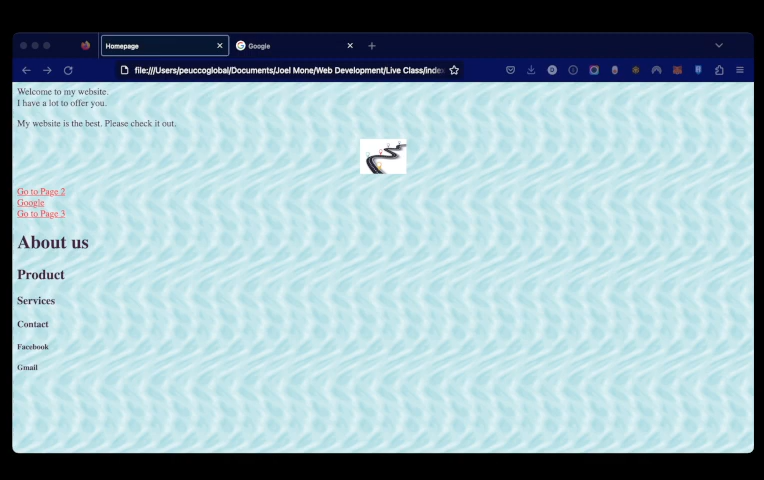 Homepage
Google
file:///Users/peuccoglobal/Documents/Joel Mone/Web Development/Live Class/index
Welcome to my website.
I have a lot to offer you.
My website is the best. Please check it out.
Go to Page 2
Google
Go to Page 3
About us
Product
Services
Contact
Facebook
Gmail